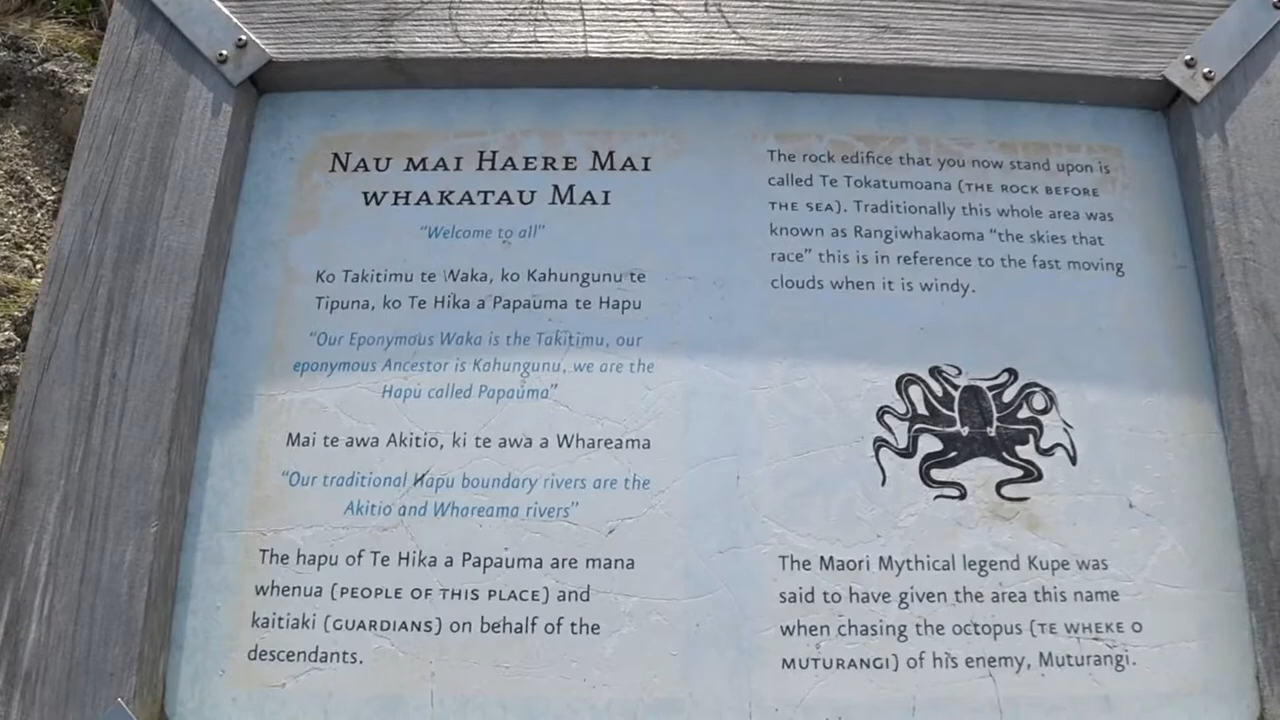 NAU MAI HAERE MAI
WHAKATAU MAI
“Welcome to all”
Ko Takitimu te Waka, ko Kahungunu te
Tipuna, ko Te Hika a Papauma te Hapu
“Our Eponymous Waka is the Takitimu, our
eponymous Ancestor is Kahungunu, we are the
Hapu called Papauma”
Mai te awa Akitio, ki te awa a Whareama
“Our traditional Hapu boundary rivers are the
Akitio and Whareama rivers”
The hapu of Te Hika a Papauma are mana
whenua (PEOPLE OF THIS PLACE) and
kaitiaki (GUARDIANS) on behalf of the
descendants.
The rock edifice that you now stand upon is
called Te Tokatumoana (THE ROCK BEFORE
THE SEA). Traditionally this whole area was
known as Rangiwhakaoma “the skies that
race” this is in reference to the fast moving
clouds when it is windy.
The Maori Mythical legend Kupe was
said to have given the area this name
when chasing the octopus (TE WHEKE O
MUTURANGI) of his enemy, Muturangi.